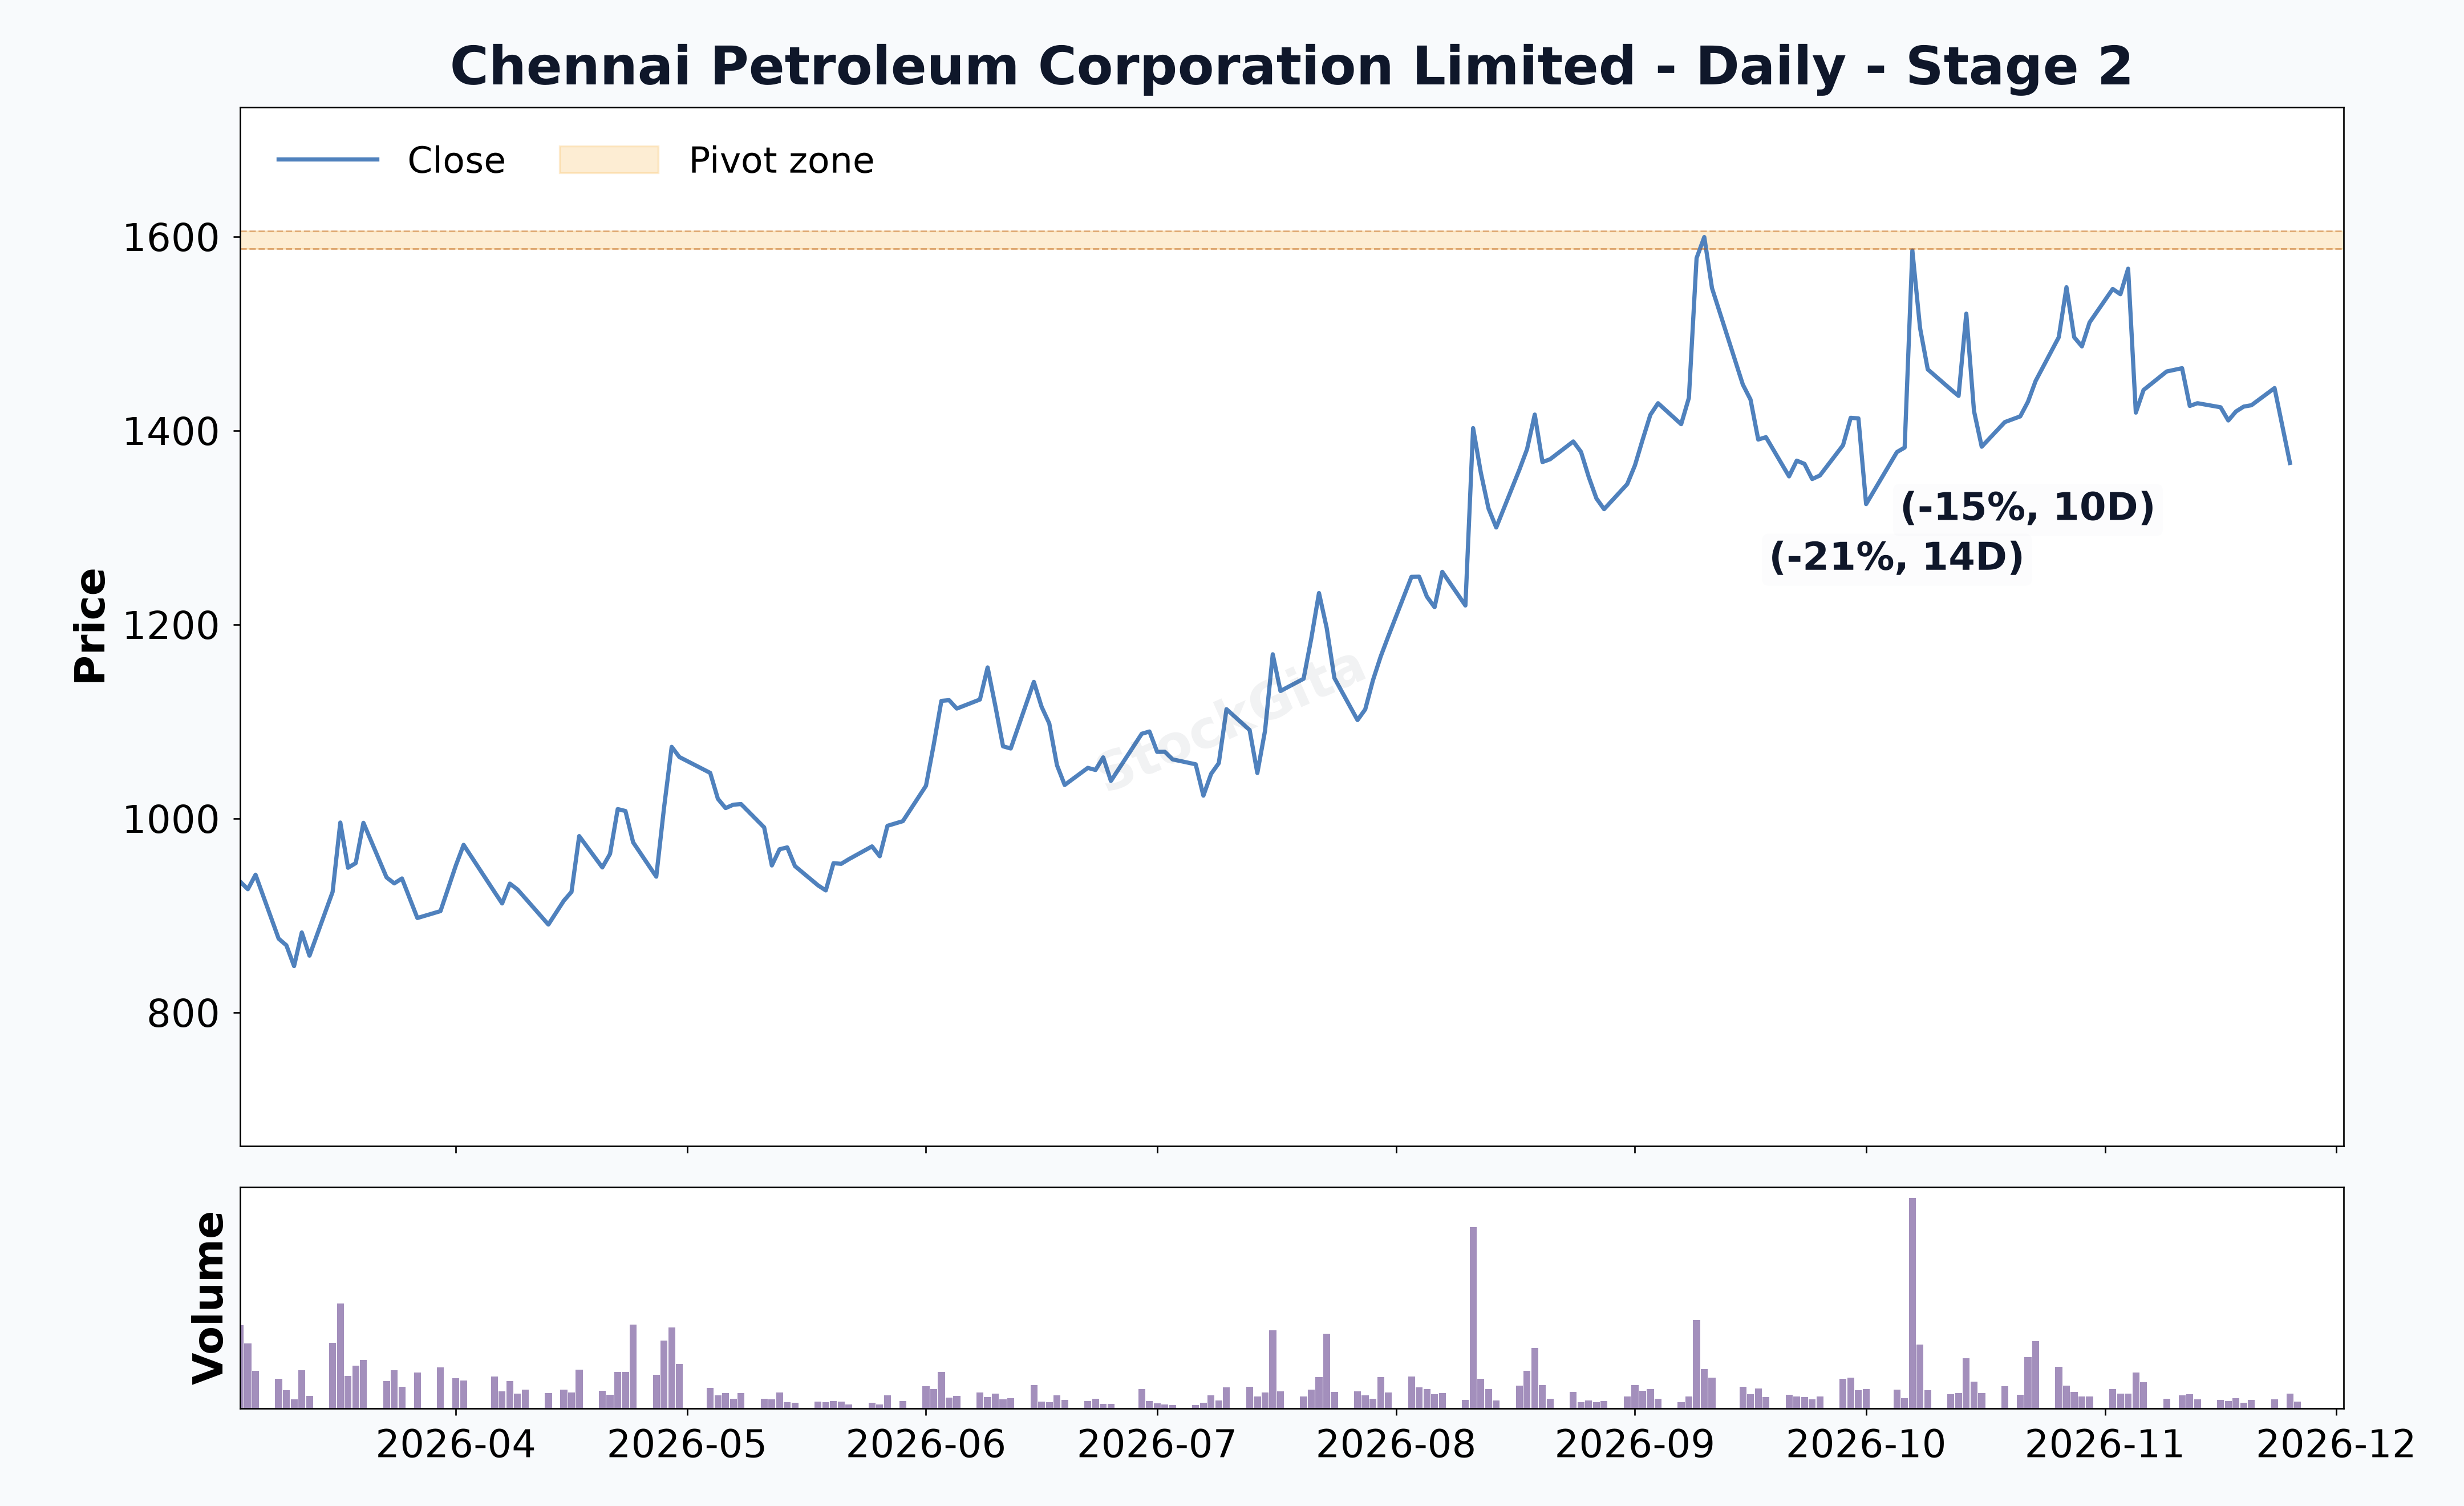 Chennai Petroleum Corporation Limited - Daily - Stage 2
Close
Pivot zone
1600
1400
1200
1000
800
Price
(-15%, 10D)
(-21%, 14D)
StockGita
Volume
2026-04
2026-05
2026-06
2026-07
2026-08
2026-09
2026-10
2026-11
2026-12